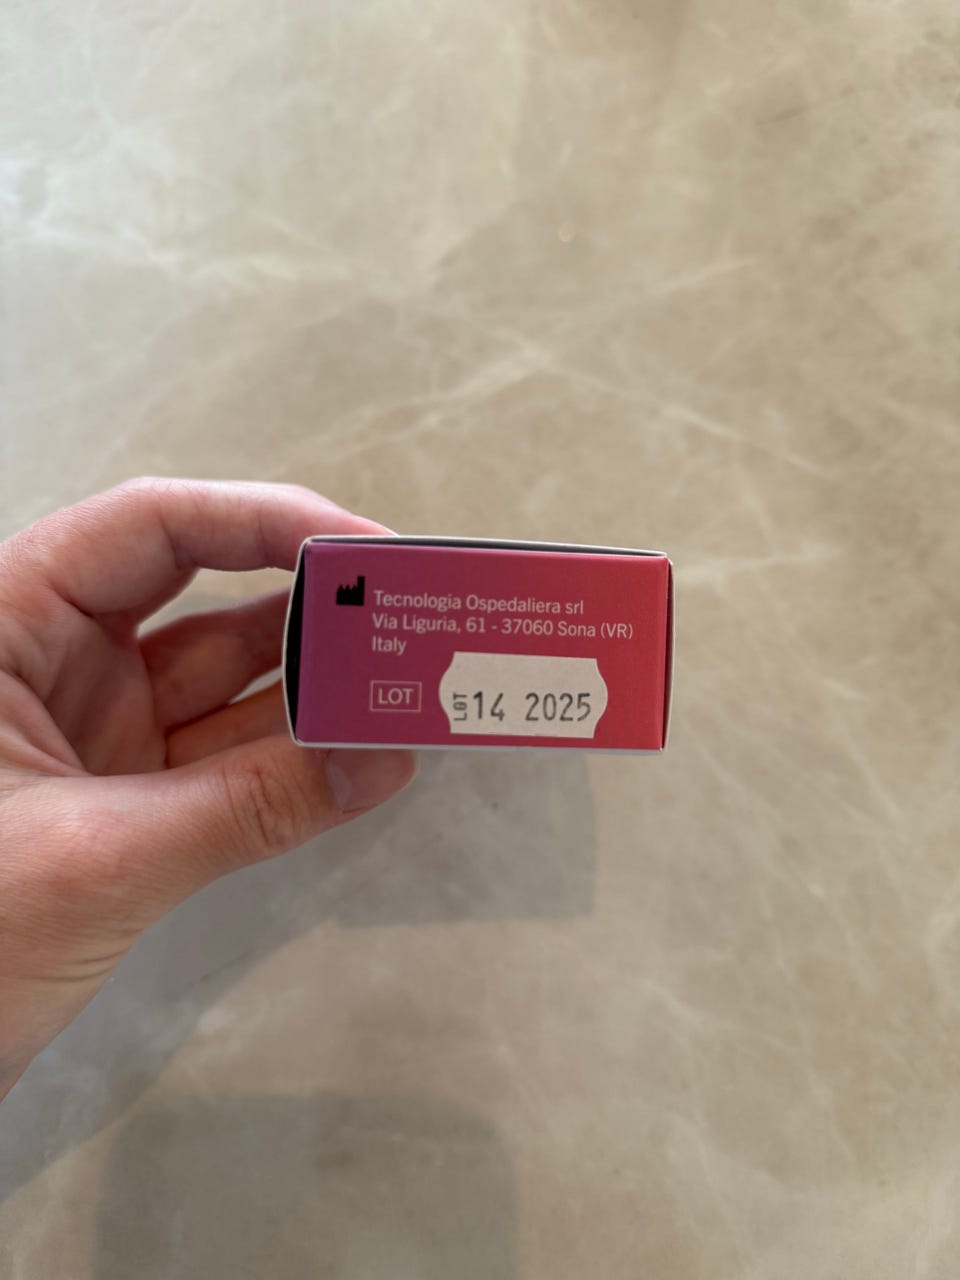 Tecnologia Ospedaliera srl
Via Liguria, 61 - 37060 Sona (VR)
Italy
LOT
LOT 14 2025